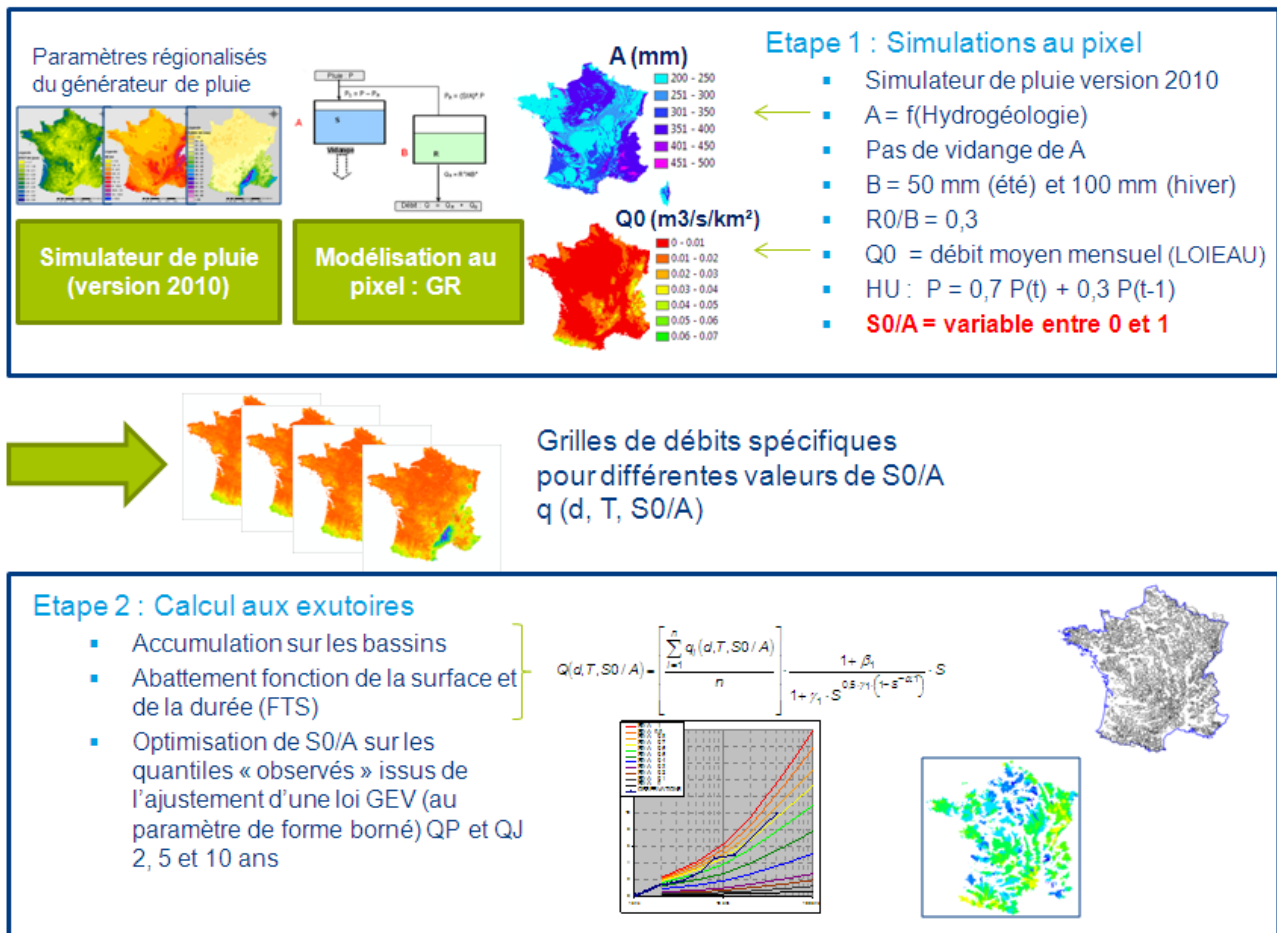 Paramètres régionalisés
du générateur de pluie
Simulateur de pluie
(version 2010)
Pluie : P
A
S
Vidange
B
R
Modélisation au
pixel : GR
A (mm)
200 - 250
251 - 300
301 - 350
351 - 400
401 - 450
451 - 500
Q0 (m3/s/km²)
0 - 0.01
0.01 - 0.02
0.02 - 0.03
0.03 - 0.04
0.04 - 0.05
0.05 - 0.06
0.06 - 0.07
Etape 1 : Simulations au pixel
Simulateur de pluie version 2010
A = f(Hydrogéologie)
Pas de vidange de A
B = 50 mm (été) et 100 mm (hiver)
R0/B = 0,3
Q0 = débit moyen mensuel (LOIEAU)
HU : P = 0,7 P(t) + 0,3 P(t-1)
S0/A = variable entre 0 et 1
Grilles de débits spécifiques
pour différentes valeurs de S0/A
q (d, T, S0/A)
Etape 2 : Calcul aux exutoires
Accumulation sur les bassins
Abattement fonction de la surface et
de la durée (FTS)
Optimisation de S0/A sur les
quantiles « observés » issus de
l'ajustement d'une loi GEV (au
paramètre de forme borné) QP et QJ
2, 5 et 10 ans